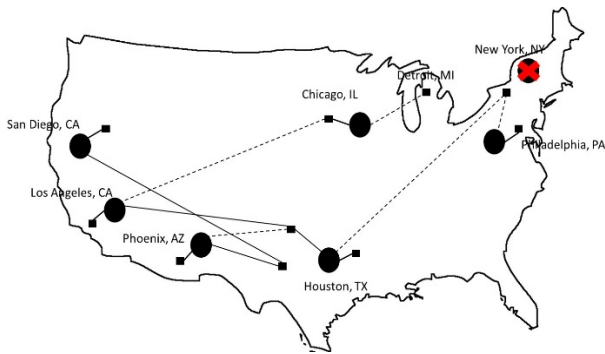 New York, NY
Detroit, MI
Chicago, IL
San Diego, CA
Philadelphia, PA
Los Angeles, CA
Phoenix, AZ
Houston, TX